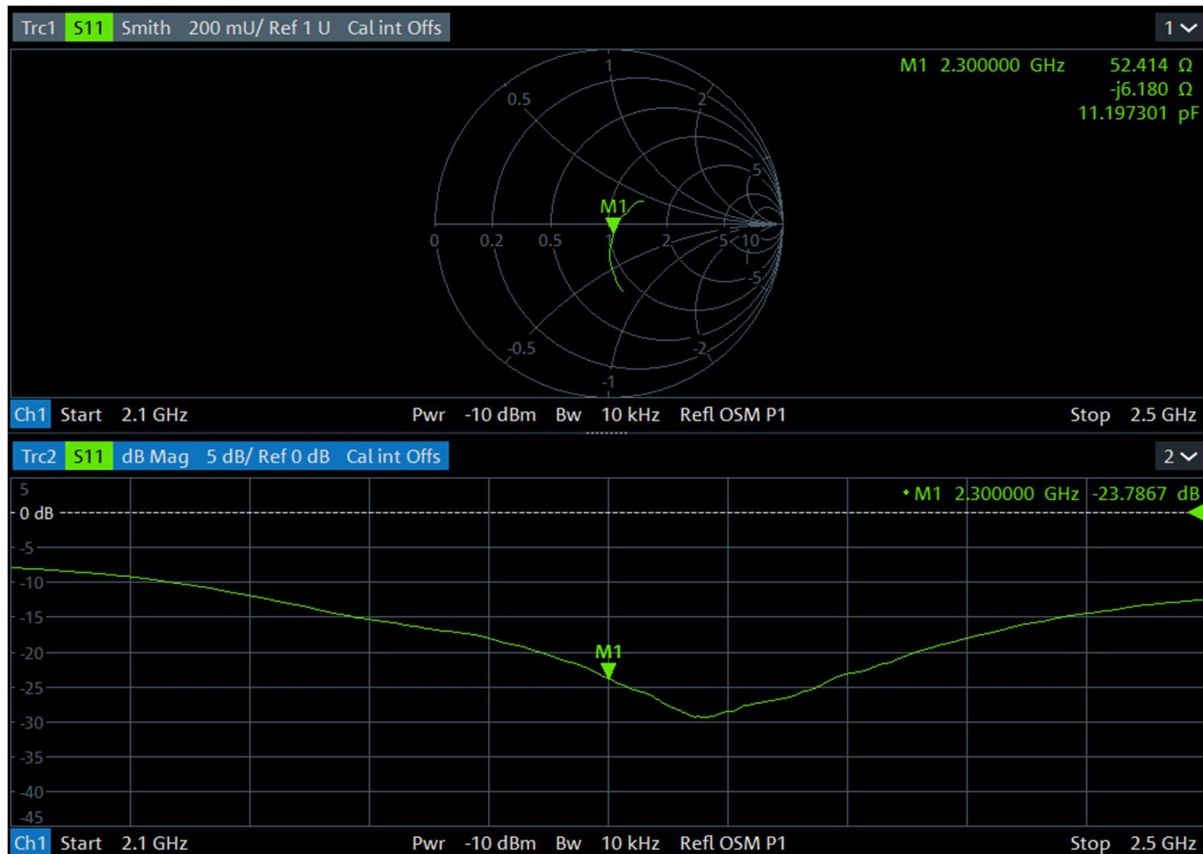 Trc1 S11 Smith 200 mU/ Ref 1 U Cal int Offs 1
M1 2.300000 GHz 52.414 Ω
-j6.180 Ω
11.197301 pF
1
0.5 2
5
M1
0 0.2 0.5 1 2 5 10
-5
-0.5 -2
-1
Ch1 Start 2.1 GHz Pwr -10 dBm Bw 10 kHz Refl OSM P1 Stop 2.5 GHz
Trc2 S11 dB Mag 5 dB/ Ref 0 dB Cal int Offs 2
5
• M1 2.300000 GHz -23.7867 dB
0 dB
-5
-10
-15
-20
M1
-25
-30
-35
-40
-45
Ch1 Start 2.1 GHz Pwr -10 dBm Bw 10 kHz Refl OSM P1 Stop 2.5 GHz